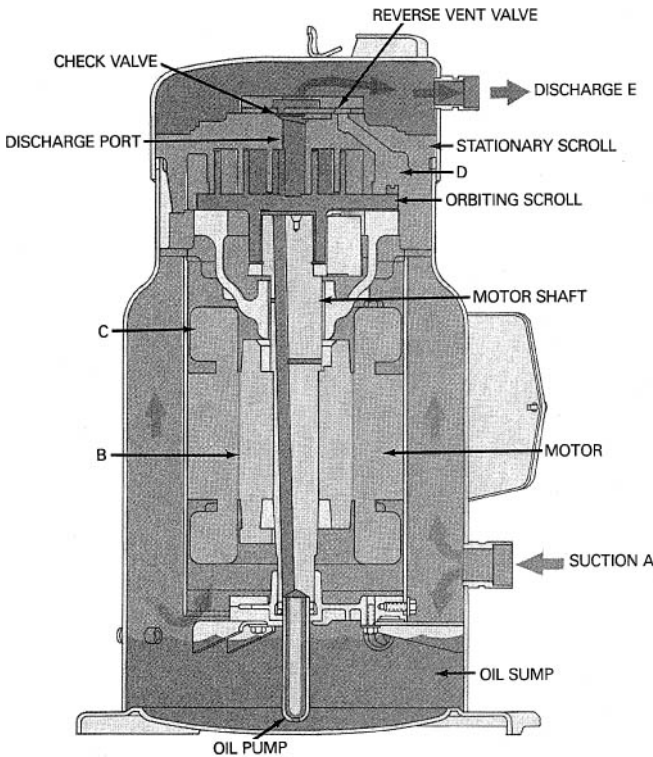 REVERSE VENT VALVE
CHECK VALVE
DISCHARGE E
DISCHARGE PORT
STATIONARY SCROLL
D
ORBITING SCROLL
MOTOR SHAFT
C
B
MOTOR
SUCTION A
OIL SUMP
OIL PUMP